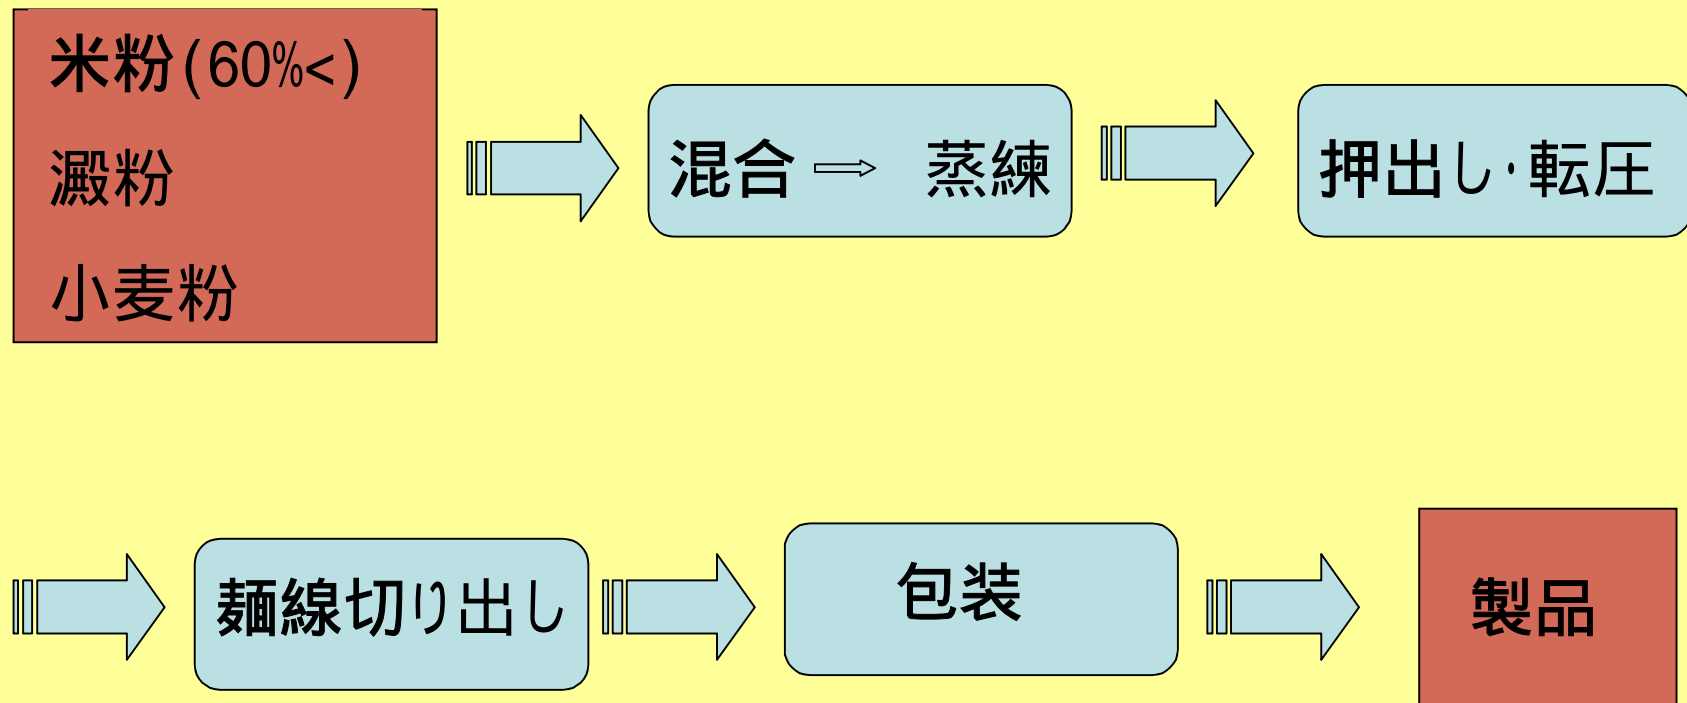 米粉(60%<)
澱粉
小麦粉
混合⇨　蒸練
押出し・転圧
麺線切り出し
包装
製品